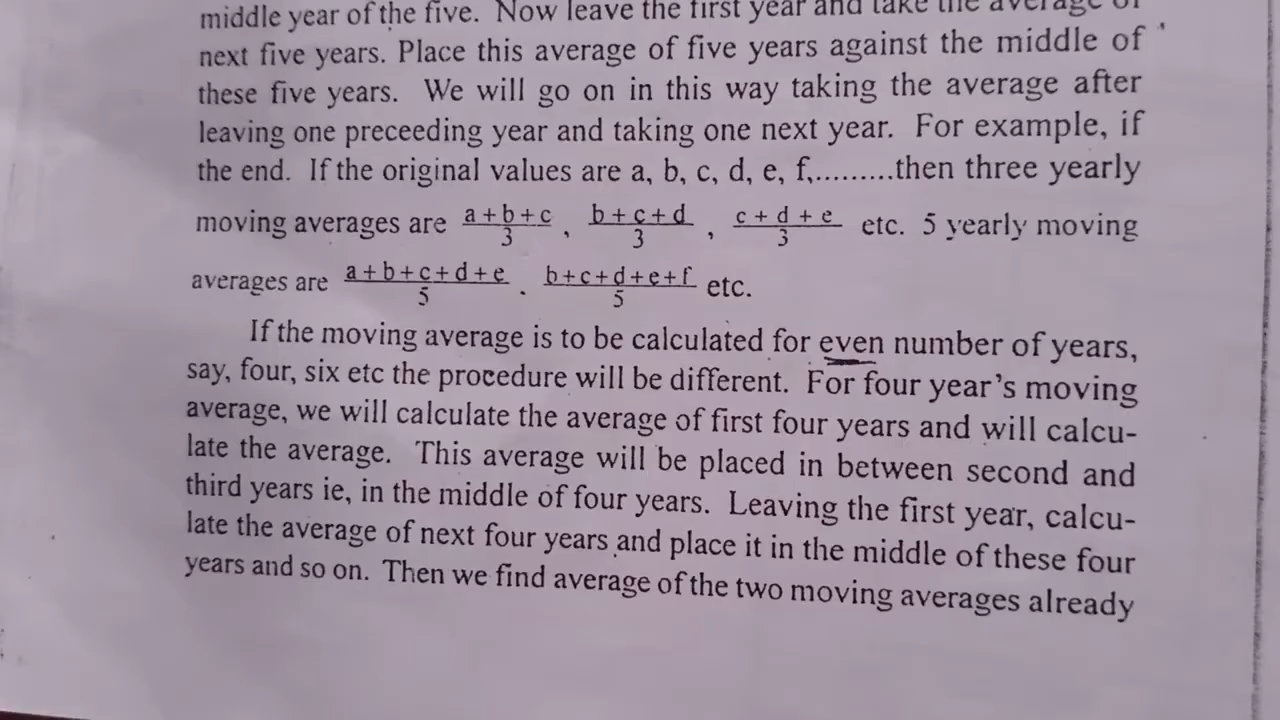 middle year of the five. Now leave the first year and take the average of
next five years. Place this average of five years against the middle of
these five years. We will go on in this way taking the average after
leaving one preceeding year and taking one next year. For example, if
the end. If the original values are a, b, c, d, e, f,.........then three yearly
moving averages are a+b+c/3, b+c+d/3, c+d+e/3 etc. 5 yearly moving
averages are a+b+c+d+e/5. b+c+d+e+f/5 etc.
If the moving average is to be calculated for even number of years,
say, four, six etc the procedure will be different. For four year's moving
average, we will calculate the average of first four years and will calcu-
late the average. This average will be placed in between second and
third years ie, in the middle of four years. Leaving the first year, calcu-
late the average of next four years and place it in the middle of these four
years and so on. Then we find average of the two moving averages already